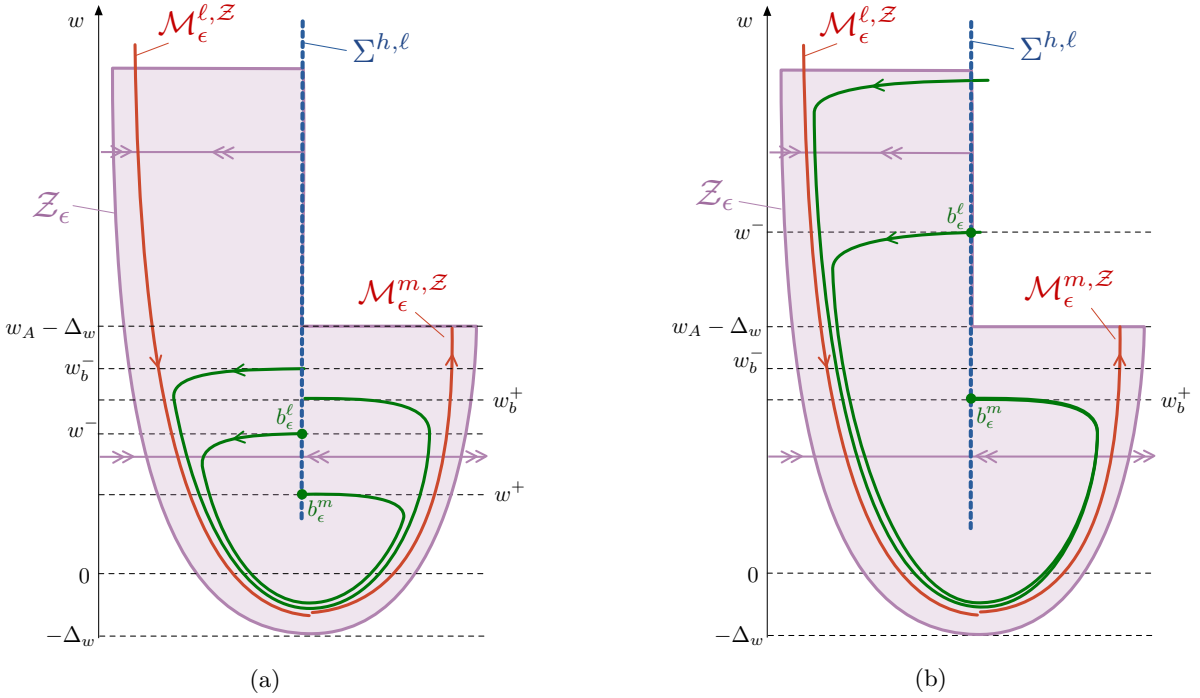 w
𝓜_ϵ^{ℓ,𝒵}
Σ^{h,ℓ}
𝒵_ϵ
𝓜_ϵ^{m,𝒵}
w_A − Δ_w
w_b^−
w_b^+
b_ϵ^ℓ
w^−
w^+
b_ϵ^m
0
−Δ_w
(a)
w
𝓜_ϵ^{ℓ,𝒵}
Σ^{h,ℓ}
𝒵_ϵ
b_ϵ^ℓ
w^−
𝓜_ϵ^{m,𝒵}
w_A − Δ_w
w_b^−
w_b^+
b_ϵ^m
0
−Δ_w
(b)